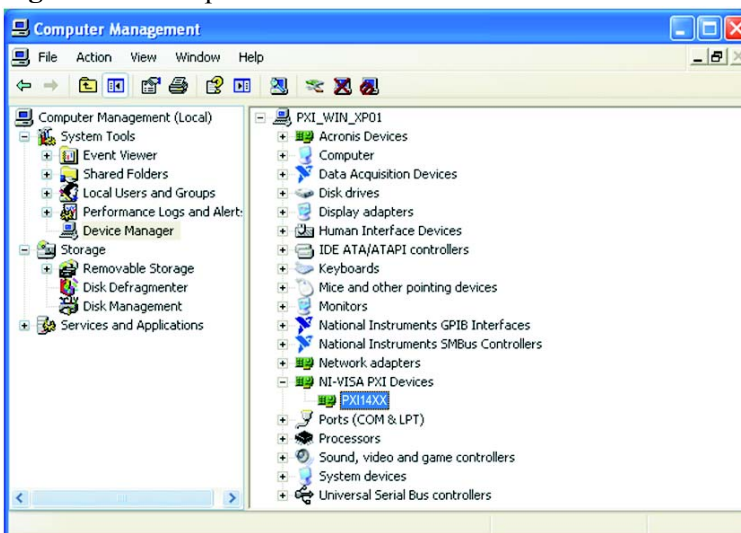 Computer Management
File Action View Window Help
Computer Management (Local)
System Tools
Event Viewer
Shared Folders
Local Users and Groups
Performance Logs and Alert:
Device Manager
Storage
Removable Storage
Disk Defragmenter
Disk Management
Services and Applications
PXI_WIN_XP01
Acronis Devices
Computer
Data Acquisition Devices
Disk drives
Display adapters
Human Interface Devices
IDE ATA/ATAPI controllers
Keyboards
Mice and other pointing devices
Monitors
National Instruments GPIB Interfaces
National Instruments SMBus Controllers
Network adapters
NI-VISA PXI Devices
PXI14XX
Ports (COM & LPT)
Processors
Sound, video and game controllers
System devices
Universal Serial Bus controllers